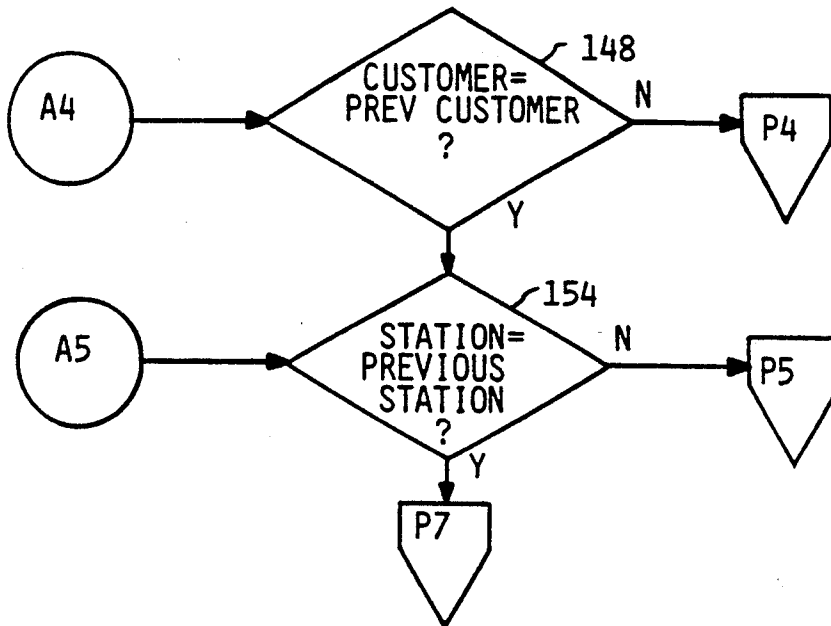 148
A4
CUSTOMER=
PREV CUSTOMER
?
N
P4
Y
154
A5
STATION=
PREVIOUS
STATION
?
N
P5
Y
P7